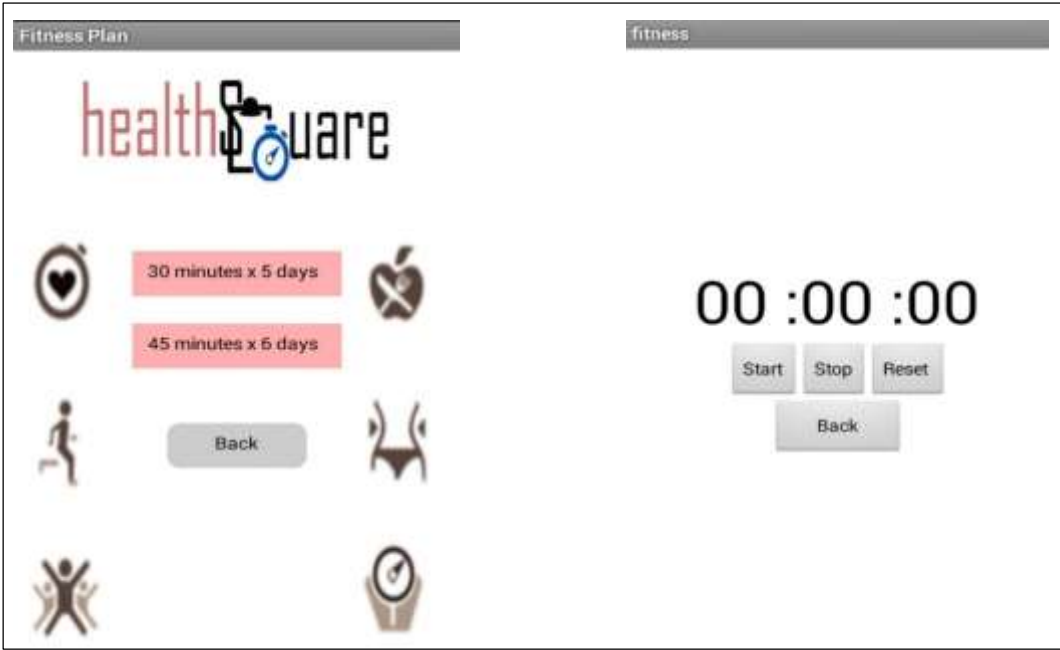 Fitness Plan
healthSquare
30 minutes x 5 days
45 minutes x 6 days
Back
fitness
00 :00 :00
Start Stop Reset
Back